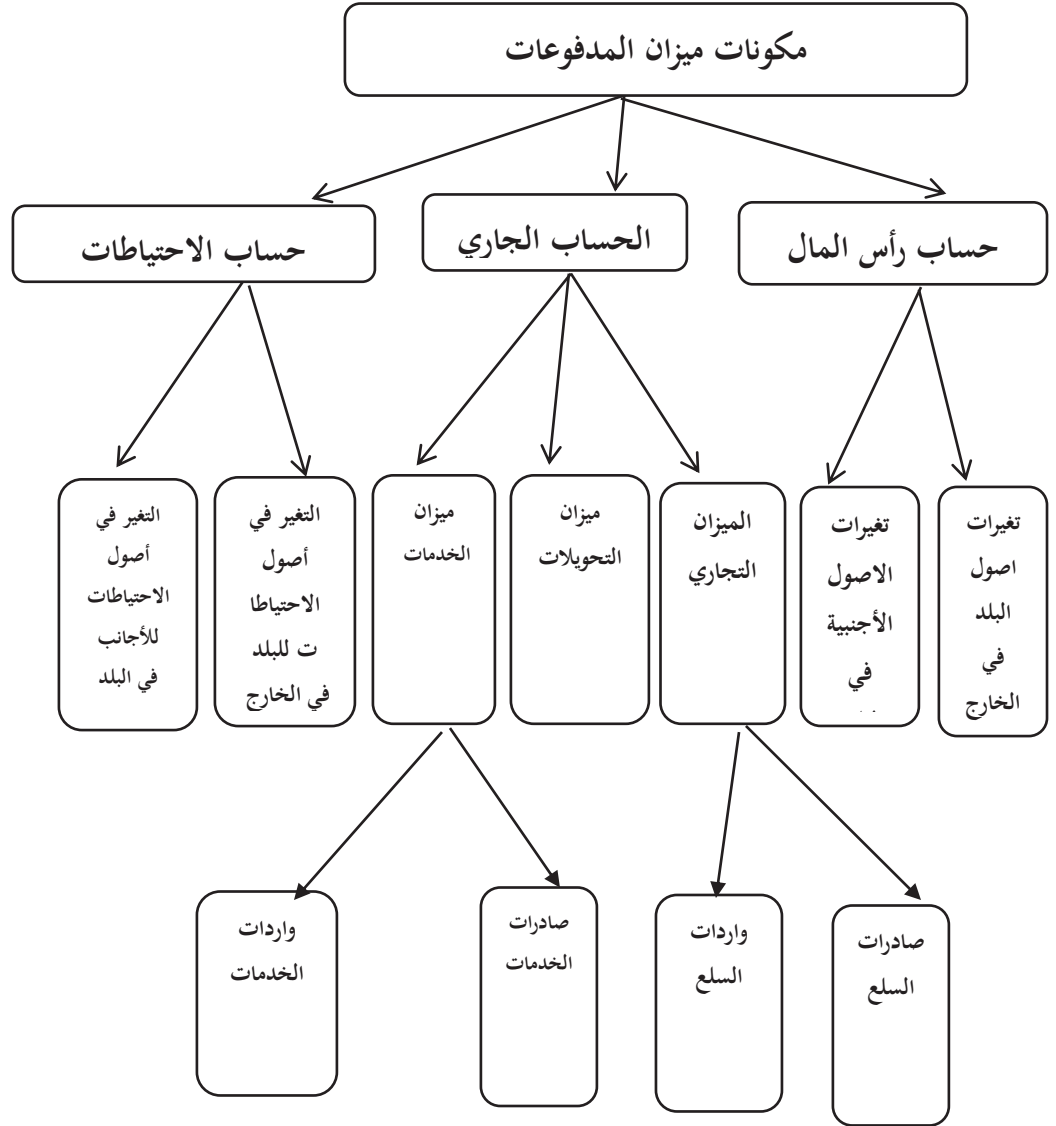 مكونات ميزان المدفوعات
حساب رأس المال
الحساب الجاري
حساب الاحتياطات
تغيرات
اصول
البلد
في
الخارج
تغيرات
الاصول
الأجنبية
في
الميزان
التجاري
ميزان
التحويلات
ميزان
الخدمات
التغير في
أصول
الاحتياطا
ت للبلد
في الخارج
التغير في
أصول
الاحتياطات
للأجانب
في البلد
صادرات
السلع
واردات
السلع
صادرات
الخدمات
واردات
الخدمات